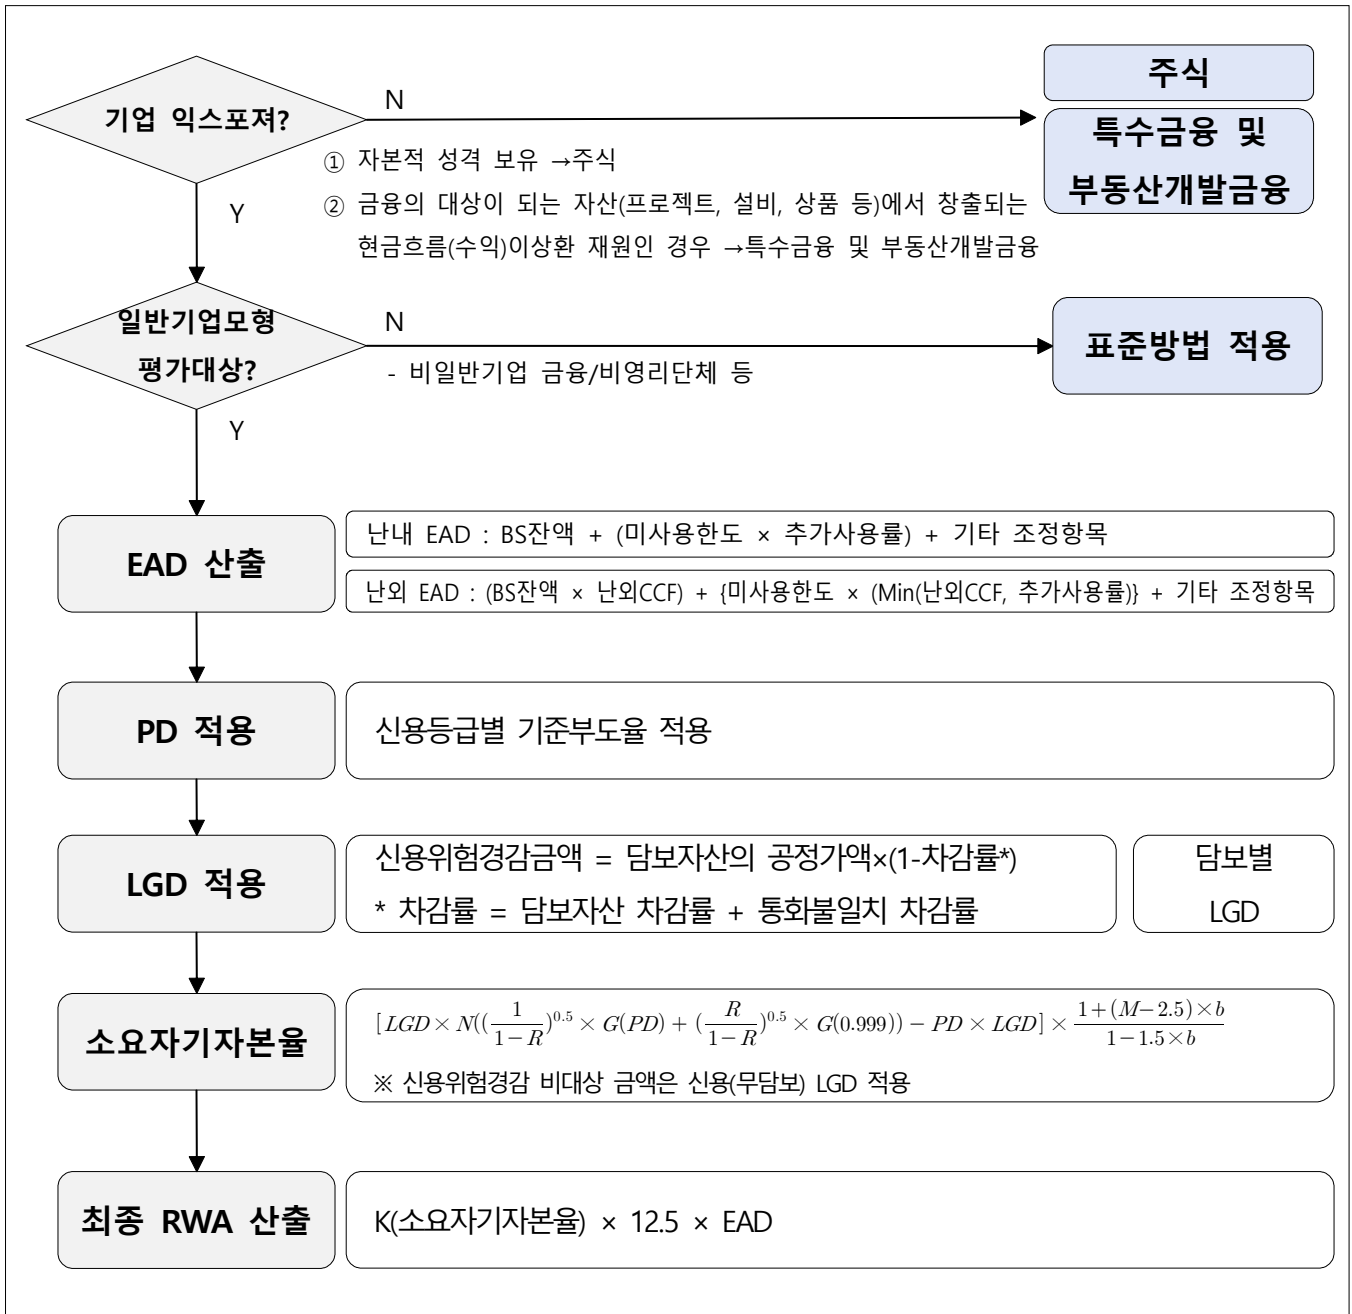 기업 익스포져?
N
주식
특수금융 및
부동산개발금융
① 자본적 성격 보유 →주식
② 금융의 대상이 되는 자산(프로젝트, 설비, 상품 등)에서 창출되는
현금흐름(수익)이상환 재원인 경우 →특수금융 및 부동산개발금융
Y
일반기업모형
평가대상?
N
- 비일반기업 금융/비영리단체 등
표준방법 적용
Y
EAD 산출
난내 EAD : BS잔액 + (미사용한도 × 추가사용률) + 기타 조정항목
난외 EAD : (BS잔액 × 난외CCF) + {미사용한도 × (Min(난외CCF, 추가사용률)} + 기타 조정항목
PD 적용
신용등급별 기준부도율 적용
LGD 적용
신용위험경감금액 = 담보자산의 공정가액×(1-차감률*)
* 차감률 = 담보자산 차감률 + 통화불일치 차감률
담보별
LGD
소요자기자본율
$[LGD \times N((\frac{1}{1-R})^{0.5} \times G(PD) + (\frac{R}{1-R})^{0.5} \times G(0.999)) - PD \times LGD] \times \frac{1+(M-2.5) \times b}{1-1.5 \times b}$
※ 신용위험경감 비대상 금액은 신용(무담보) LGD 적용
최종 RWA 산출
K(소요자기자본율) × 12.5 × EAD